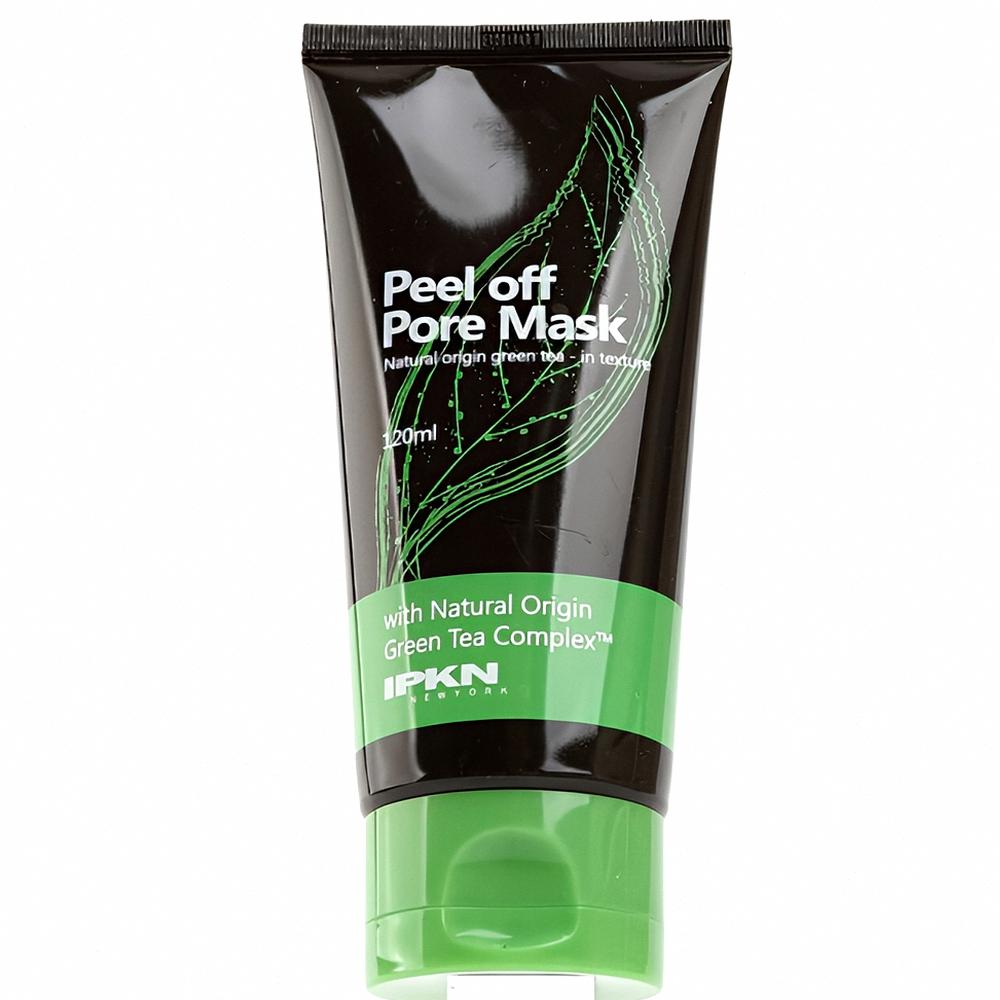 Peel off
Pore Mask
Natural origin green tea - in texture
120ml
with Natural Origin
Green Tea Complex™
IPKN
NEWYORK